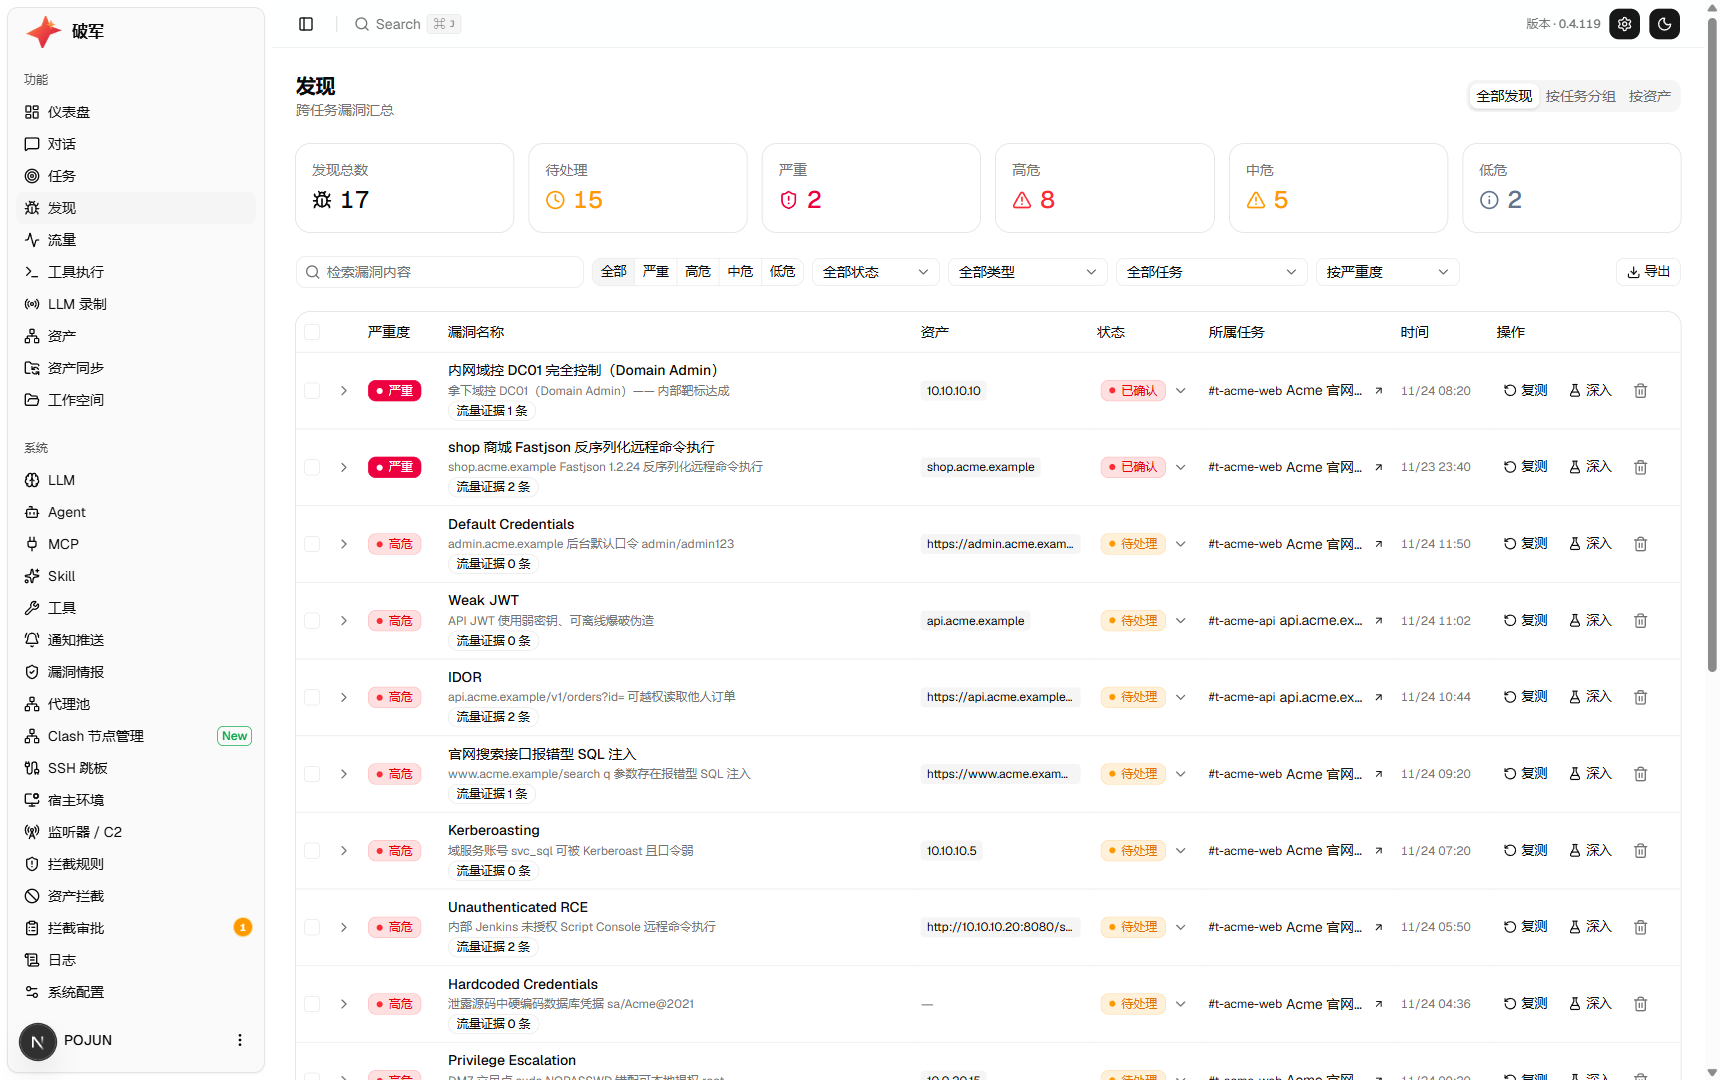 破军
功能
仪表盘
对话
任务
发现
流量
工具执行
LLM 录制
资产
资产同步
工作空间
系统
LLM
Agent
MCP
Skill
工具
通知推送
漏洞情报
代理池
Clash 节点管理 New
SSH 跳板
宿主环境
监听器 / C2
拦截规则
资产拦截
拦截审批 1
日志
系统配置
N POJUN
Search ⌘ J
版本 · 0.4.119
发现
跨任务漏洞汇总
全部发现 按任务分组 按资产
发现总数 待处理 严重 高危 中危 低危
17 15 2 8 5 2
检索漏洞内容 全部 严重 高危 中危 低危 全部状态 全部类型 全部任务 按严重度 导出
严重度 漏洞名称 资产 状态 所属任务 时间 操作
内网域控 DC01 完全控制（Domain Admin）
严重 拿下域控 DC01（Domain Admin）—— 内部靶标达成 10.10.10.10 已确认 #t-acme-web Acme 官网... 11/24 08:20 复测 深入
流量证据 1 条
shop 商城 Fastjson 反序列化远程命令执行
严重 shop.acme.example Fastjson 1.2.24 反序列化远程命令执行 shop.acme.example 已确认 #t-acme-web Acme 官网... 11/23 23:40 复测 深入
流量证据 2 条
Default Credentials
高危 admin.acme.example 后台默认口令 admin/admin123 https://admin.acme.exam... 待处理 #t-acme-web Acme 官网... 11/24 11:50 复测 深入
流量证据 0 条
Weak JWT
高危 API JWT 使用弱密钥、可离线爆破伪造 api.acme.example 待处理 #t-acme-api api.acme.ex... 11/24 11:02 复测 深入
流量证据 0 条
IDOR
高危 api.acme.example/v1/orders?id= 可越权读取他人订单 https://api.acme.example... 待处理 #t-acme-api api.acme.ex... 11/24 10:44 复测 深入
流量证据 2 条
官网搜索接口报错型 SQL 注入
高危 www.acme.example/search q 参数存在报错型 SQL 注入 https://www.acme.exam... 待处理 #t-acme-web Acme 官网... 11/24 09:20 复测 深入
流量证据 1 条
Kerberoasting
高危 域服务账号 svc_sql 可被 Kerberoast 且口令弱 10.10.10.5 待处理 #t-acme-web Acme 官网... 11/24 07:20 复测 深入
流量证据 0 条
Unauthenticated RCE
高危 内部 Jenkins 未授权 Script Console 远程命令执行 http://10.10.10.20:8080/s... 待处理 #t-acme-web Acme 官网... 11/24 05:50 复测 深入
流量证据 2 条
Hardcoded Credentials
高危 泄露源码中硬编码数据库凭据 sa/Acme@2021 — 待处理 #t-acme-web Acme 官网... 11/24 04:36 复测 深入
流量证据 0 条
Privilege Escalation